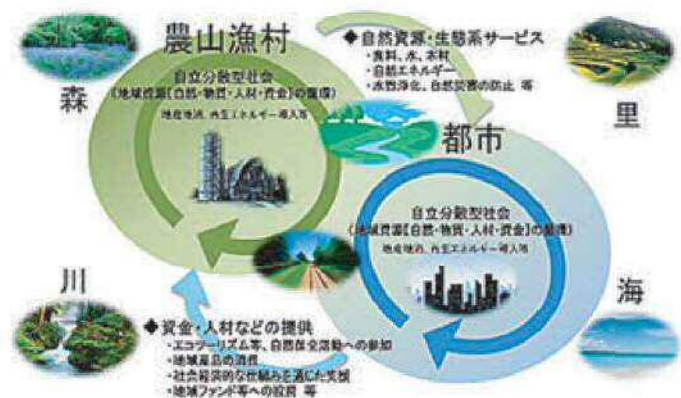 農山漁村
森
自立分散型社会
(地域資源【自然・物質・人材・資金】の循環)
地産地消、再生エネルギー導入等
◆自然資源・生態系サービス
・食料、水、木材
・自然エネルギー
・水質浄化、自然災害の防止 等
里
都市
自立分散型社会
(地域資源【自然・物質・人材・資金】の循環)
地産地消、再生エネルギー導入等
川
◆資金・人材などの提供
・エコツーリズム等、自然保全活動への参加
・地域産品の消費
・社会経済的な仕組みを通じた支援
・地域ファンド等への投資 等
海